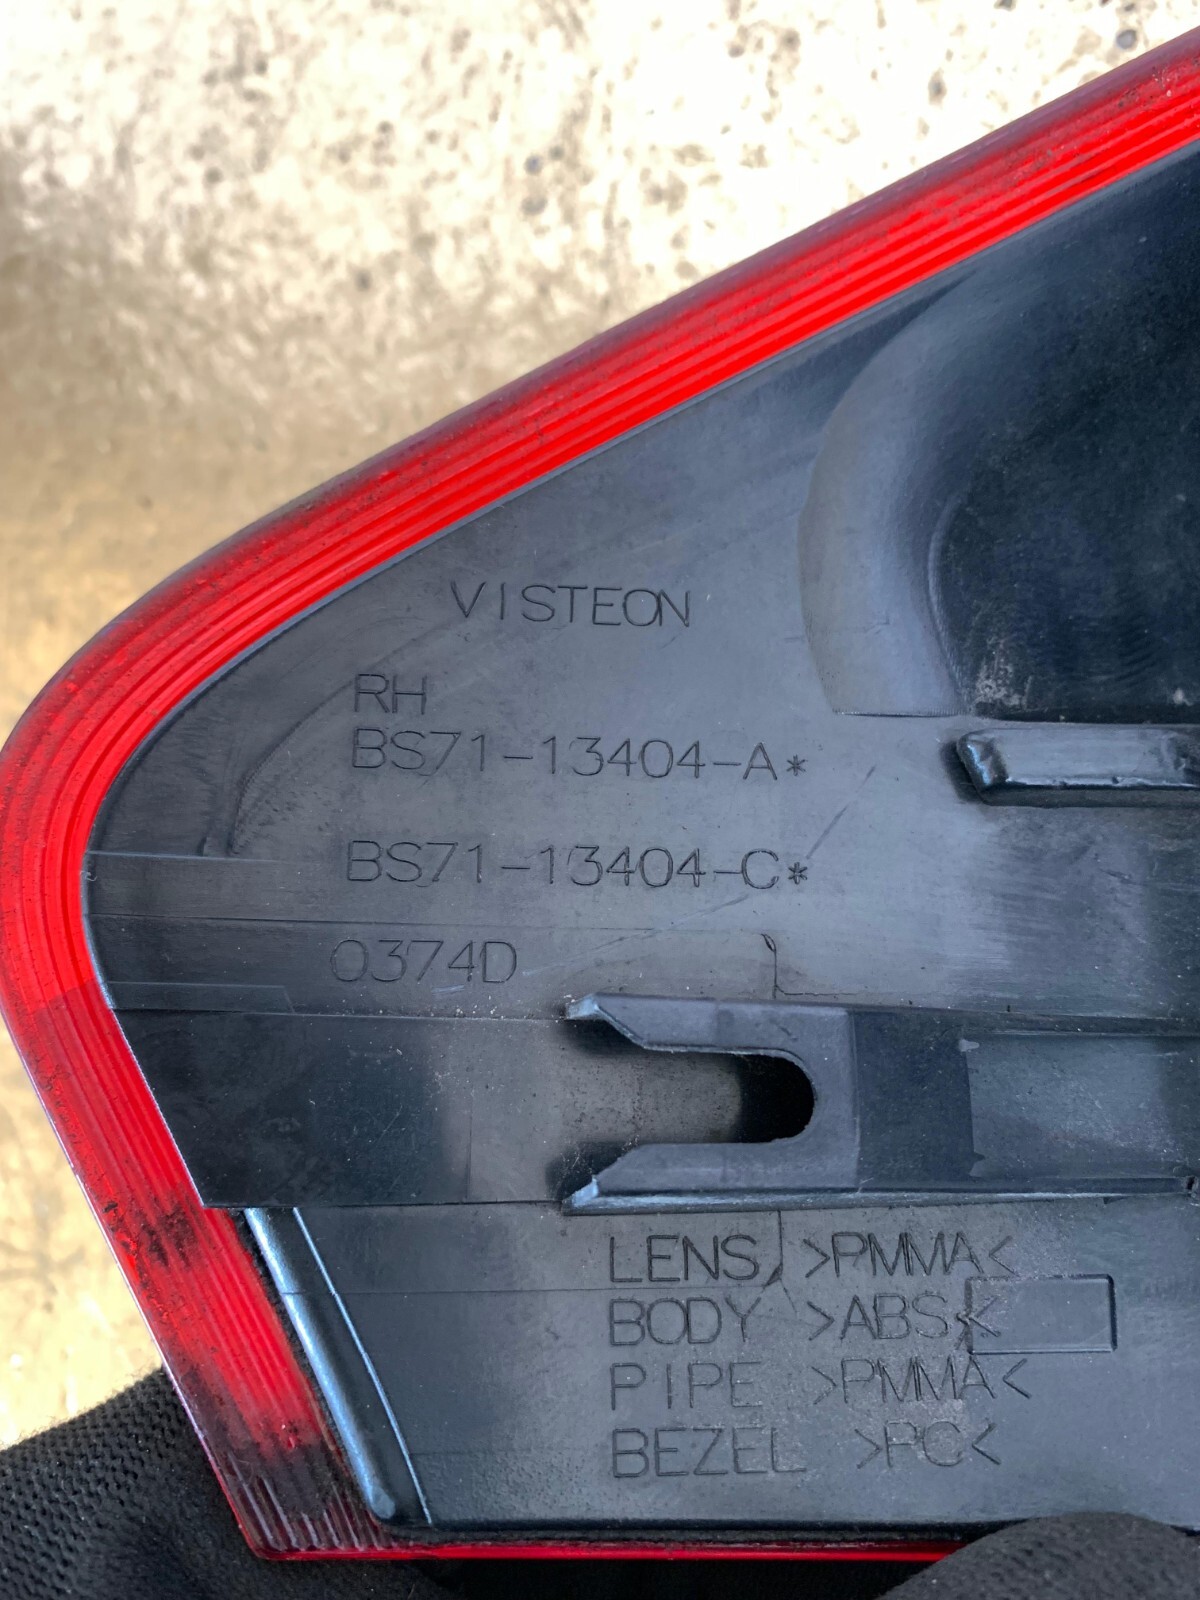 VISTEON
RH
BS71-13404-A*
BS71-13404-C*
0374D
LENS >PMMA<
BODY >ABS<
PIPE >PMMA<
BEZEL >PC<